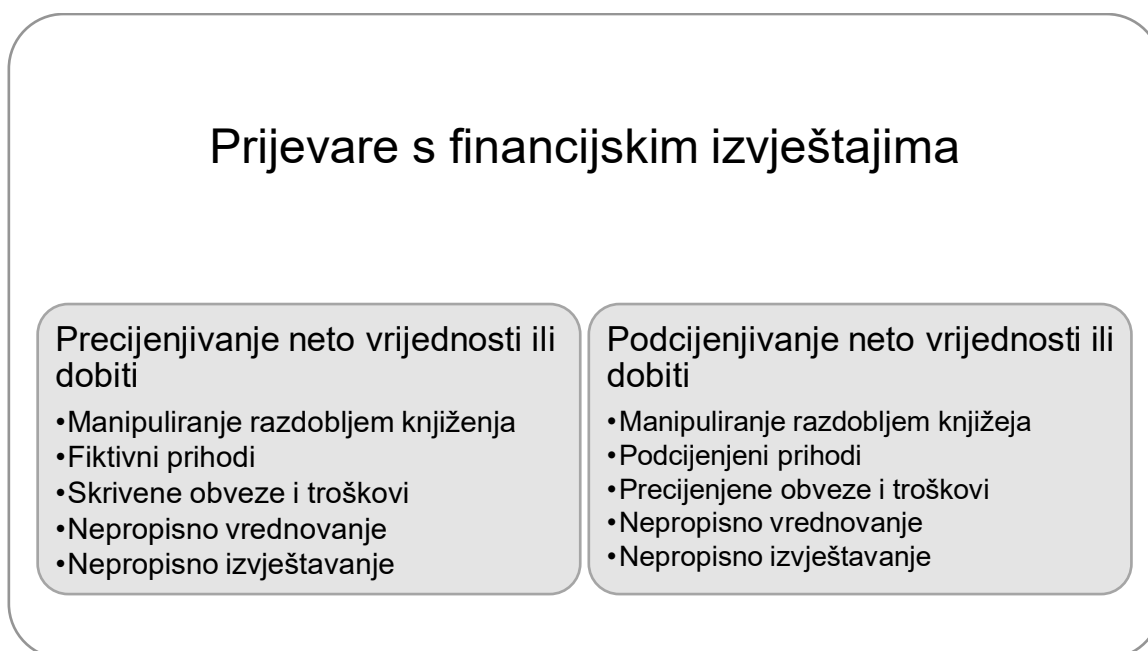 Prijevare s financijskim izvještajima
Precijenjivanje neto vrijednosti ili
dobiti
•Manipuliranje razdobljem knjiženja
•Fiktivni prihodi
•Skrivene obveze i troškovi
•Nepropisno vrednovanje
•Nepropisno izvještavanje
Podcijenjivanje neto vrijednosti ili
dobiti
•Manipuliranje razdobljem knjižeja
•Podcijenjeni prihodi
•Precijenjene obveze i troškovi
•Nepropisno vrednovanje
•Nepropisno izvještavanje